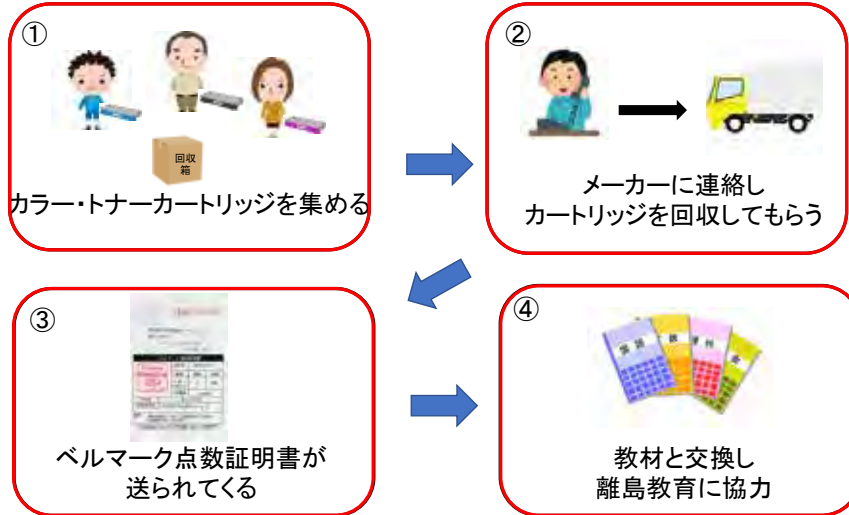 ①
回収
箱
カラー・トナーカートリッジを集める
②
メーカーに連絡し
カートリッジを回収してもらう
③
ベルマーク点数証明書が
送られてくる
④
国語
教材と交換し
離島教育に協力